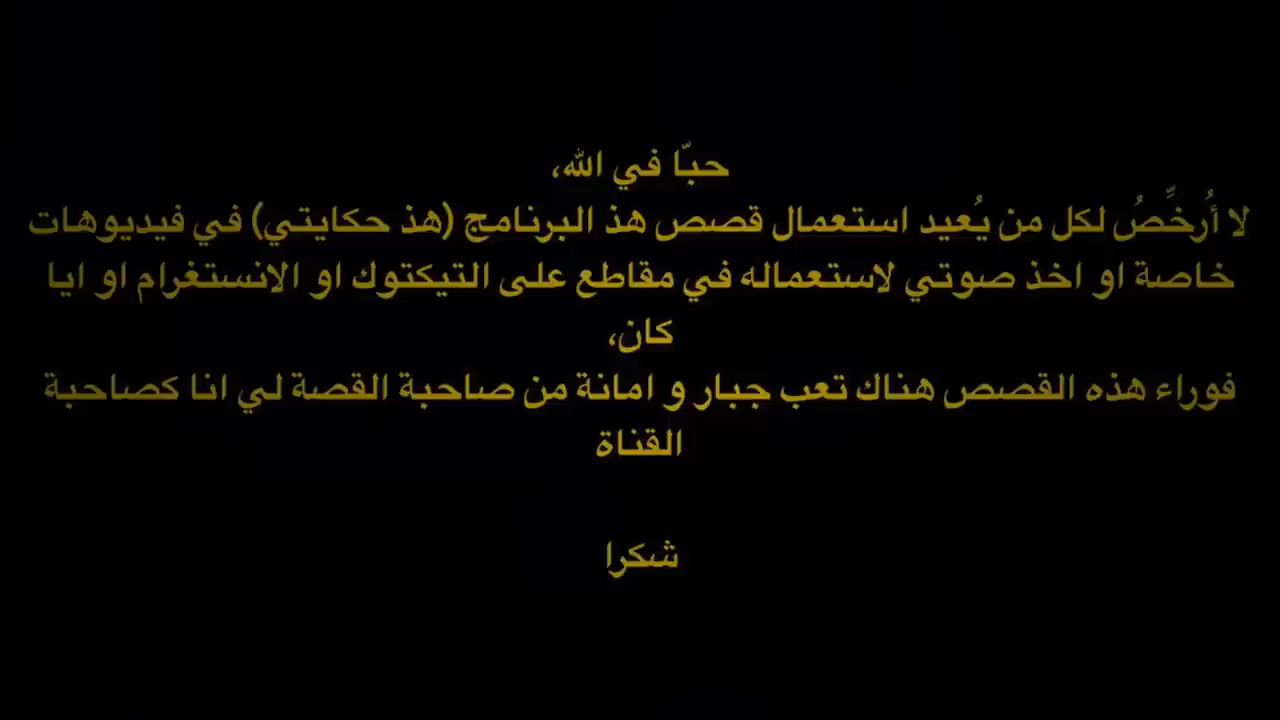 حبّا في الله،
لا أُرخِّصُ لكل من يُعيد استعمال قصص هذ البرنامج (هذ حكايتي) في فيديوهات
خاصة او اخذ صوتي لاستعماله في مقاطع على التيكتوك او الانستغرام او ايا
كان،
فوراء هذه القصص هناك تعب جبار و امانة من صاحبة القصة لي انا كصاحبة
القناة
شكرا